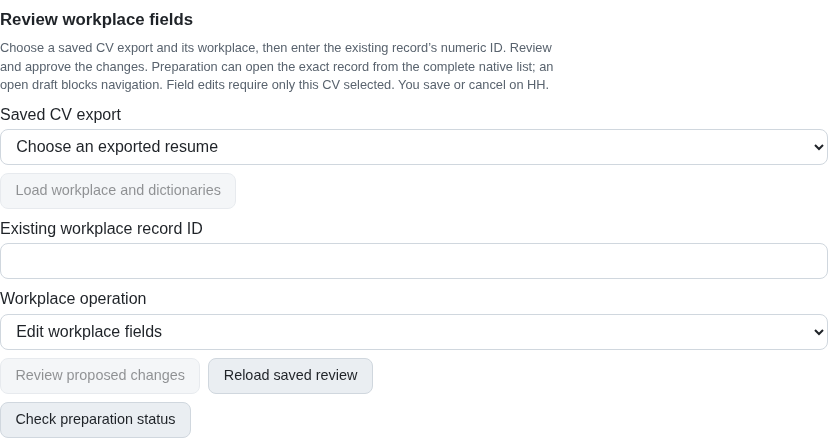 Review workplace fields
Choose a saved CV export and its workplace, then enter the existing record’s numeric ID. Review
and approve the changes. Preparation can open the exact record from the complete native list; an
open draft blocks navigation. Field edits require only this CV selected. You save or cancel on HH.
Saved CV export
Choose an exported resume
Load workplace and dictionaries
Existing workplace record ID
Workplace operation
Edit workplace fields
Review proposed changes
Reload saved review
Check preparation status